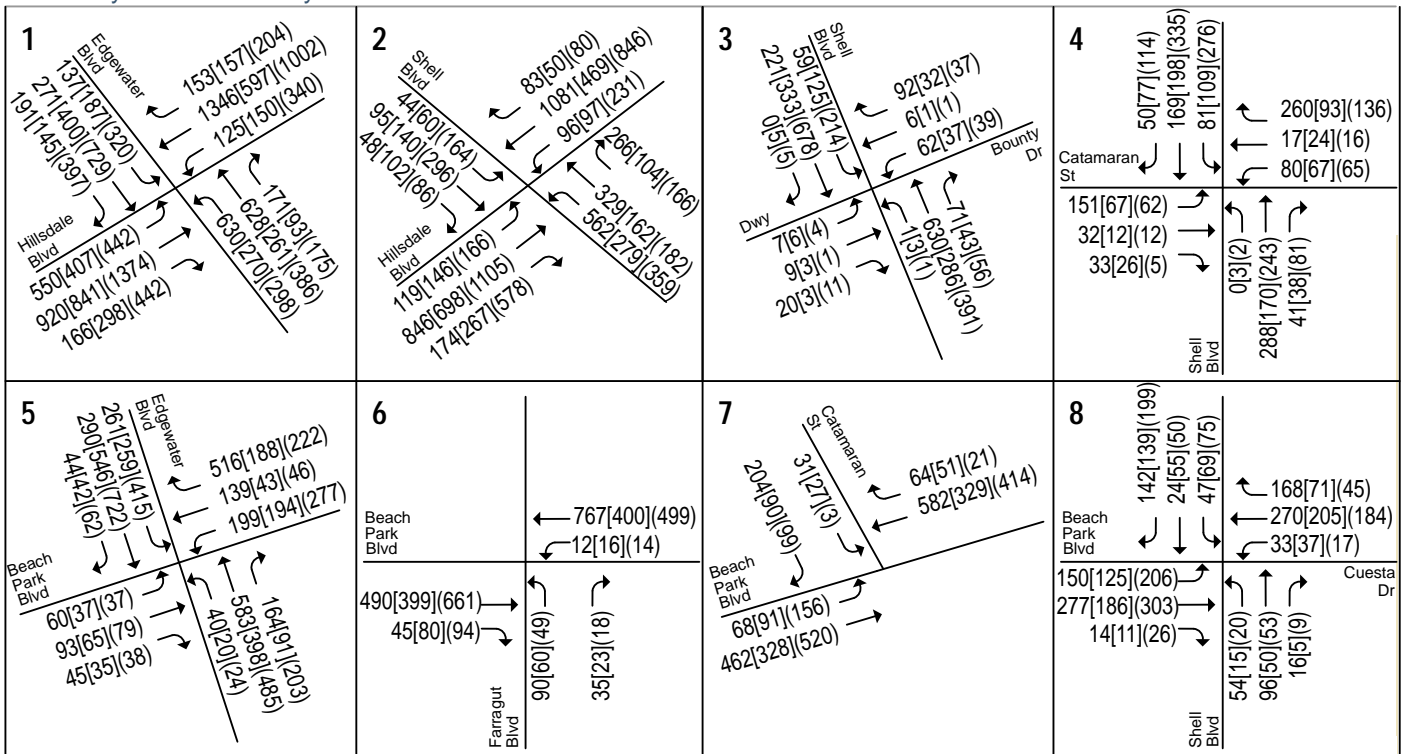 1
Edgewater
Blvd
137[187](320)
271[400](729)
191[145](397)
153[157](204)
1346[597](1002)
125[150](340)
Hillsdale
Blvd
550[407](442)
920[841](1374)
166[298](442)
630[270](298)
628[261](386)
171[93](175)
2
Shell
Blvd
44[60](164)
95[140](296)
48[102](86)
83[50](80)
1081[469](846)
96[97](231)
Hillsdale
Blvd
119[146](166)
846[698](1105)
174[267](578)
562[279](359)
329[162](182)
266[104](166)
3
Shell
Blvd
59[125](214)
221[333](678)
0[5](5)
92[32](37)
6[1](1)
62[37](39)
Bounty
Dr
Dwy
7[6](4)
9[3](1)
20[3](11)
1[3](1)
630[286](391)
71[43](56)
4
50[77](114)
169[198](335)
81[109](276)
260[93](136)
17[24](16)
80[67](65)
Catamaran
St
151[67](62)
32[12](12)
33[26](5)
0[3](2)
288[170](243)
41[38](81)
Shell
Blvd
5
Edgewater
Blvd
261[259](415)
290[546](722)
44[42](62)
516[188](222)
139[43](46)
199[194](277)
Beach
Park
Blvd
60[37](37)
93[65](79)
45[35](38)
40[20](24)
583[398](485)
164[91](203)
6
Beach
Park
Blvd
767[400](499)
12[16](14)
490[399](661)
45[80](94)
90[60](49)
35[23](18)
Farragut
Blvd
7
Catamaran
St
31[27](3)
204[90](99)
64[51](21)
582[329](414)
Beach
Park
Blvd
68[91](156)
462[328](520)
8
142[139](199)
24[55](50)
47[69](75)
168[71](45)
270[205](184)
33[37](17)
Beach
Park
Blvd
Cuesta
Dr
150[125](206)
277[186](303)
14[11](26)
54[15](20)
96[50](53)
16[5](9)
Shell
Blvd